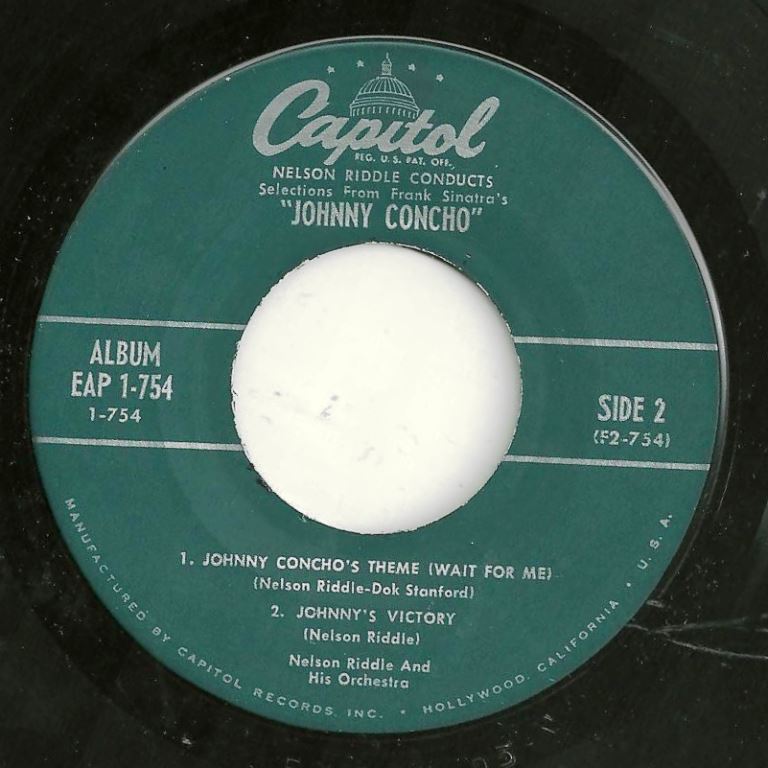 Capitol
REG. U.S. PAT. OFF.
NELSON RIDDLE CONDUCTS
Selections From Frank Sinatra's
"JOHNNY CONCHO"
ALBUM
EAP 1-754
1-754
SIDE 2
(F2-754)
1. JOHNNY CONCHO'S THEME (WAIT FOR ME)
(Nelson Riddle-Dok Stanford)
2. JOHNNY'S VICTORY
(Nelson Riddle)
Nelson Riddle And
His Orchestra
MANUFACTURED BY CAPITOL RECORDS, INC. • HOLLYWOOD, CALIFORNIA • U.S.A.